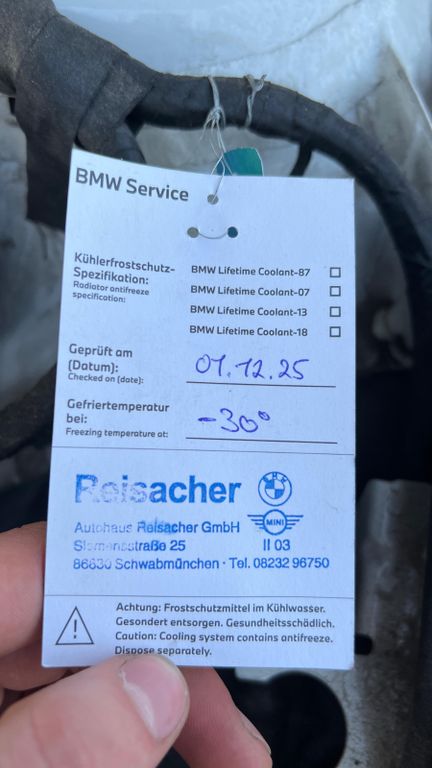 BMW Service
Kühlerfrostschutz-
Spezifikation:
Radiator antifreeze
specification:
BMW Lifetime Coolant-87
BMW Lifetime Coolant-07
BMW Lifetime Coolant-13
BMW Lifetime Coolant-18
Geprüft am
(Datum):
Checked on (date):
01.12.25
Gefriertemperatur
bei:
Freezing temperature at:
-30°
Reisacher
MINI
Autohaus Reisacher GmbH
II 03
Siemensstraße 25
86830 Schwabmünchen · Tel. 08232 96750
Achtung: Frostschutzmittel im Kühlwasser.
Gesondert entsorgen. Gesundheitsschädlich.
Caution: Cooling system contains antifreeze.
Dispose separately.